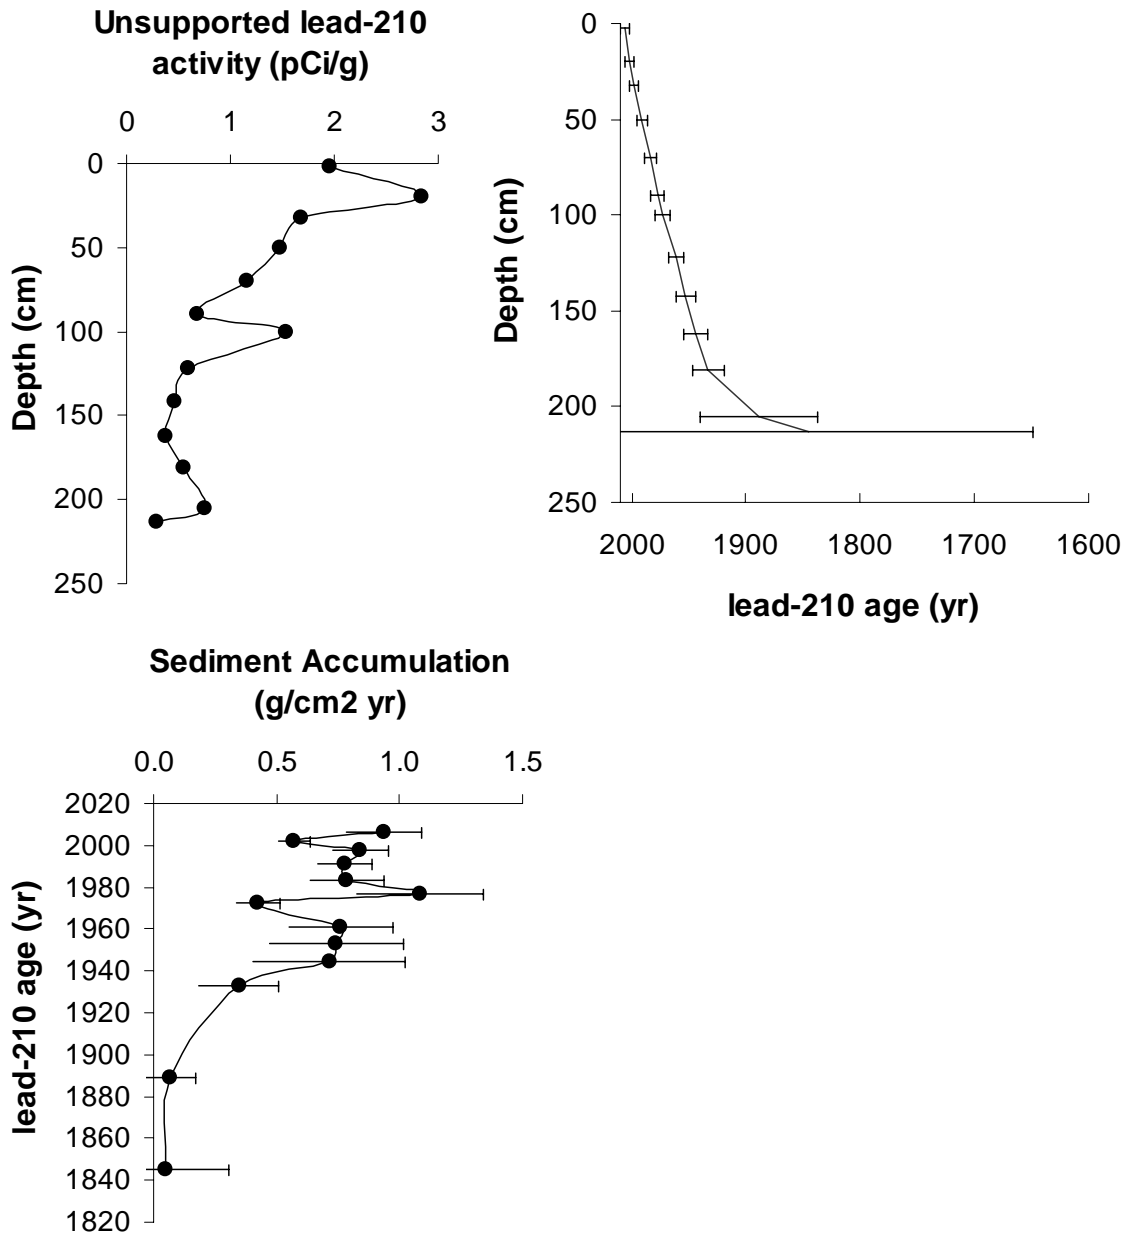 Unsupported lead-210
activity (pCi/g)
0 1 2 3
0
50
100
150
200
250
Depth (cm)
0
50
100
150
200
250
Depth (cm)
2000 1900 1800 1700 1600
lead-210 age (yr)
Sediment Accumulation
(g/cm2 yr)
0.0 0.5 1.0 1.5
2020
2000
1980
1960
1940
1920
1900
1880
1860
1840
1820
lead-210 age (yr)